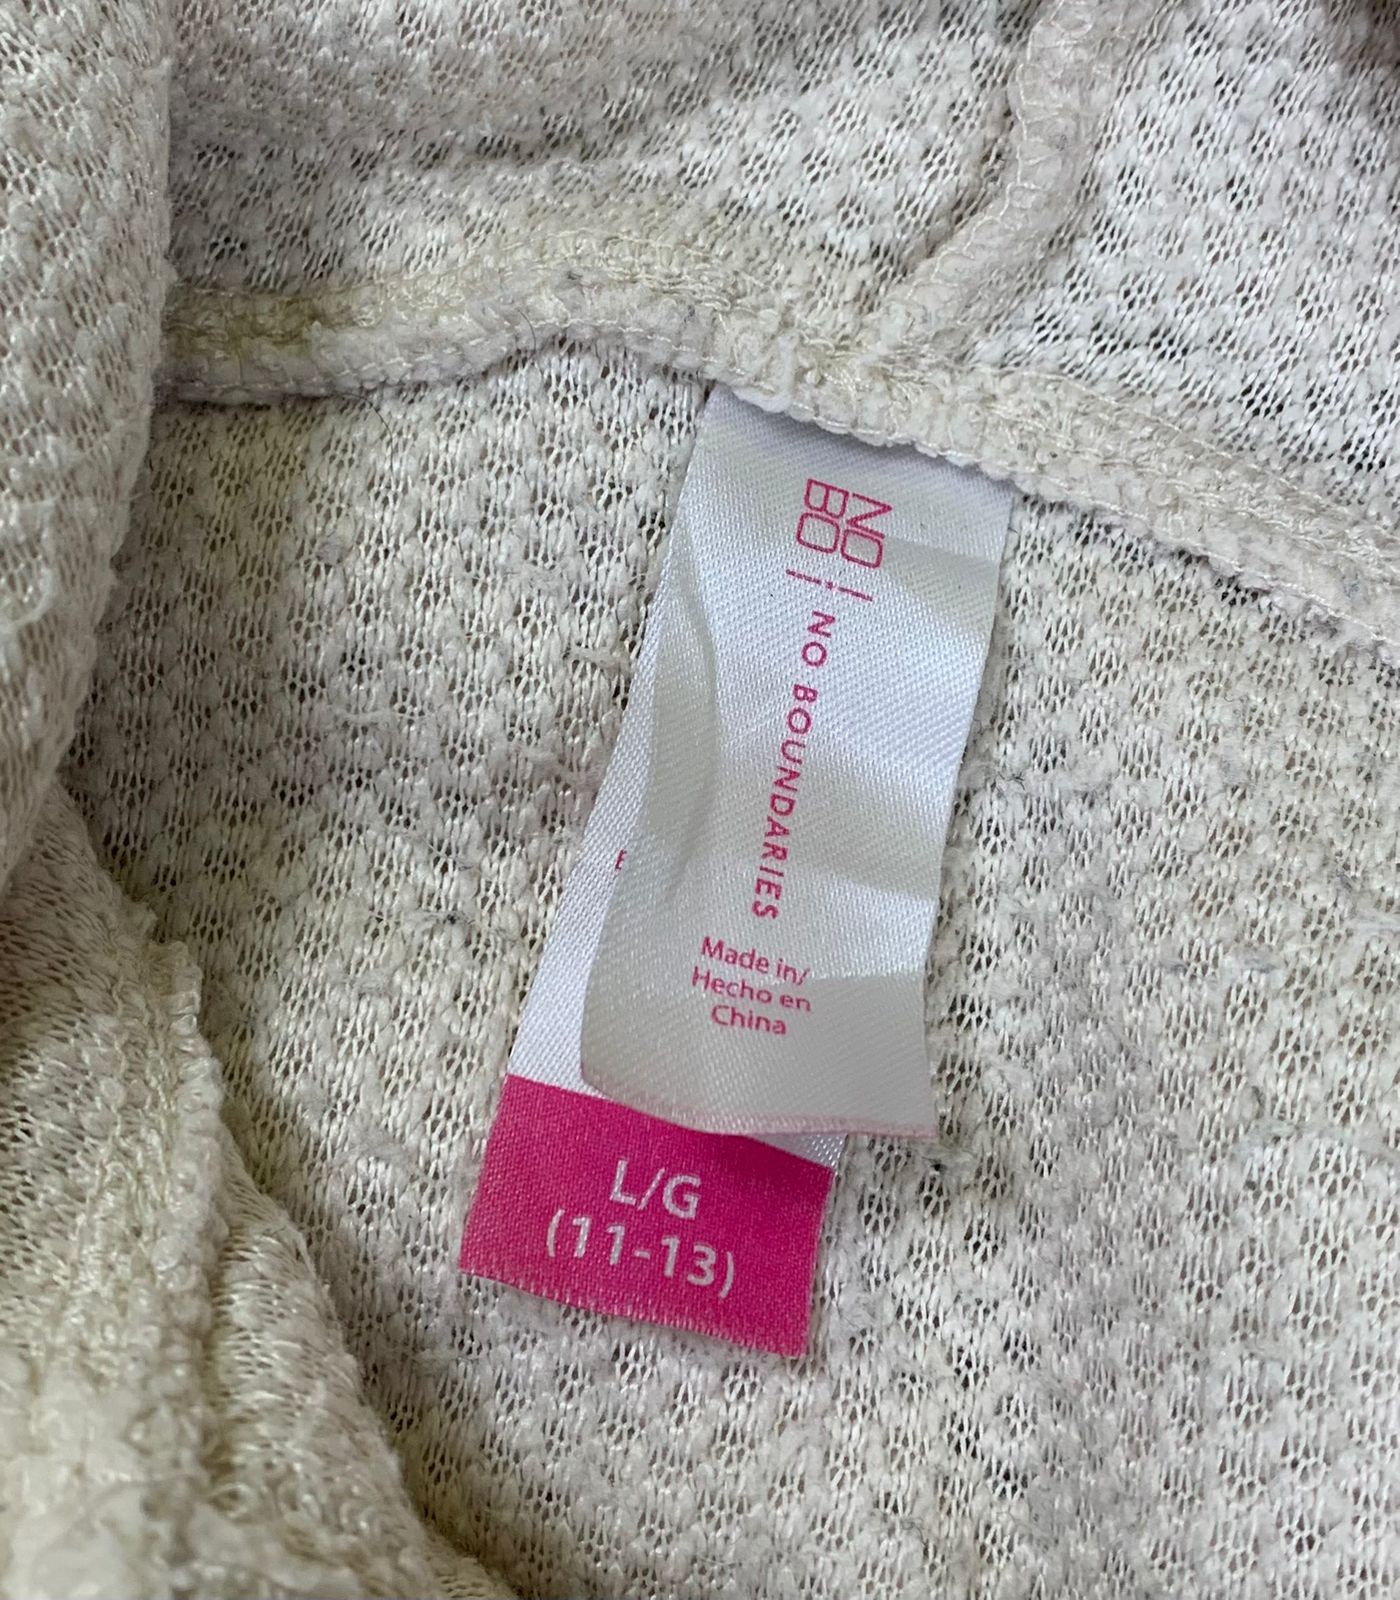 NO
BO
NO BOUNDARIES
Made in/
Hecho en
China
L/G
(11-13)